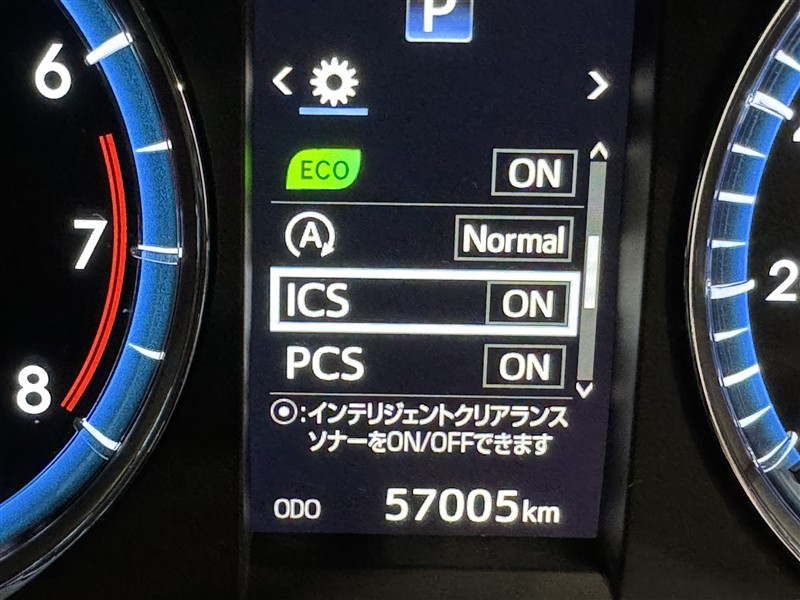 P
6
7
8
ECO ON
A Normal
ICS ON
PCS ON
⦿:インテリジェントクリアランス
ソナーをON/OFFできます
ODO 57005km
2